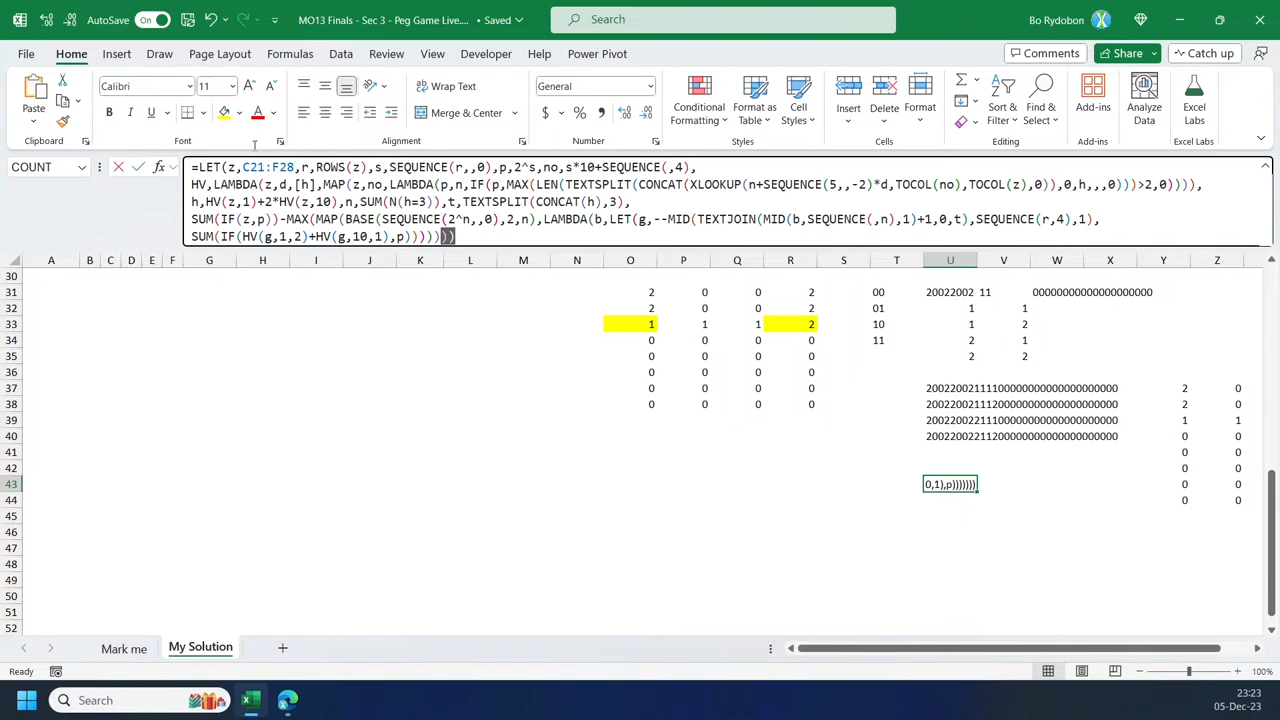 AutoSave On MO13 Finals - Sec 3 - Peg Game Live.... • Saved Search Bo Rydobon
File Home Insert Draw Page Layout Formulas Data Review View Developer Help Power Pivot Comments Share Catch up
Calibri 11 Wrap Text General
Paste B I U Merge & Center Conditional Formatting Format as Table Cell Styles Insert Delete Format Sort & Filter Find & Select Add-ins Analyze Data Excel Labs
Clipboard Font Alignment Number Styles Cells Editing Add-ins Analysis Excel Labs
COUNT fx =LET(z,C21:F28,r,ROWS(z),s,SEQUENCE(r,,0),p,2^s,no,s*10+SEQUENCE(,4),
HV,LAMBDA(z,d,[h],MAP(z,no,LAMBDA(p,n,IF(p,MAX(LEN(TEXTSPLIT(CONCAT(XLOOKUP(n+SEQUENCE(5,,-2)*d,TOCOL(no),TOCOL(z),0)),0,h,,,0)))>2,0)))),
h,HV(z,1)+2*HV(z,10),n,SUM(N(h=3)),t,TEXTSPLIT(CONCAT(h),3),
SUM(IF(z,p))-MAX(MAP(BASE(SEQUENCE(2^n,,0),2,n),LAMBDA(b,LET(g,--MID(TEXTJOIN(MID(b,SEQUENCE(,n),1)+1,0,t),SEQUENCE(r,4),1),
SUM(IF(HV(g,1,2)+HV(g,10,1),p)))))))
A B C D E F G H I J K L M N O P Q R S T U V W X Y Z
30
31 2 0 0 2 00 20022002 11 00000000000000000000
32 2 0 0 2 01 1 1
33 1 1 1 2 10 1 2
34 0 0 0 0 11 2 1
35 0 0 0 0 2 2
36 0 0 0 0
37 0 0 0 0 20022002111100000000000000000000 2 0
38 0 0 0 0 20022002111200000000000000000000 2 0
39 20022002211100000000000000000000 1 1
40 20022002211200000000000000000000 0 0
41 0 0
42 0 0
43 0,1),p))))))) 0 0
44 0 0
45
46
47
48
49
50
51
52
Mark me My Solution
Ready 100%
Search 23:23
05-Dec-23